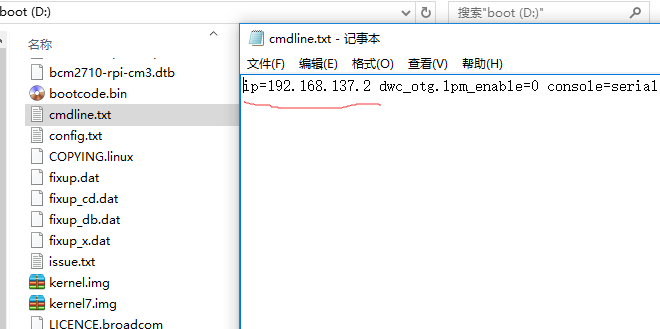 boot (D:)
搜索"boot (D:)"
名称
bcm2710-rpi-cm3.dtb
bootcode.bin
cmdline.txt
config.txt
COPYING.linux
fixup.dat
fixup_cd.dat
fixup_db.dat
fixup_x.dat
issue.txt
kernel.img
kernel7.img
LICENCE.broadcom
cmdline.txt - 记事本
文件(F) 编辑(E) 格式(O) 查看(V) 帮助(H)
ip=192.168.137.2 dwc_otg.lpm_enable=0 console=serial